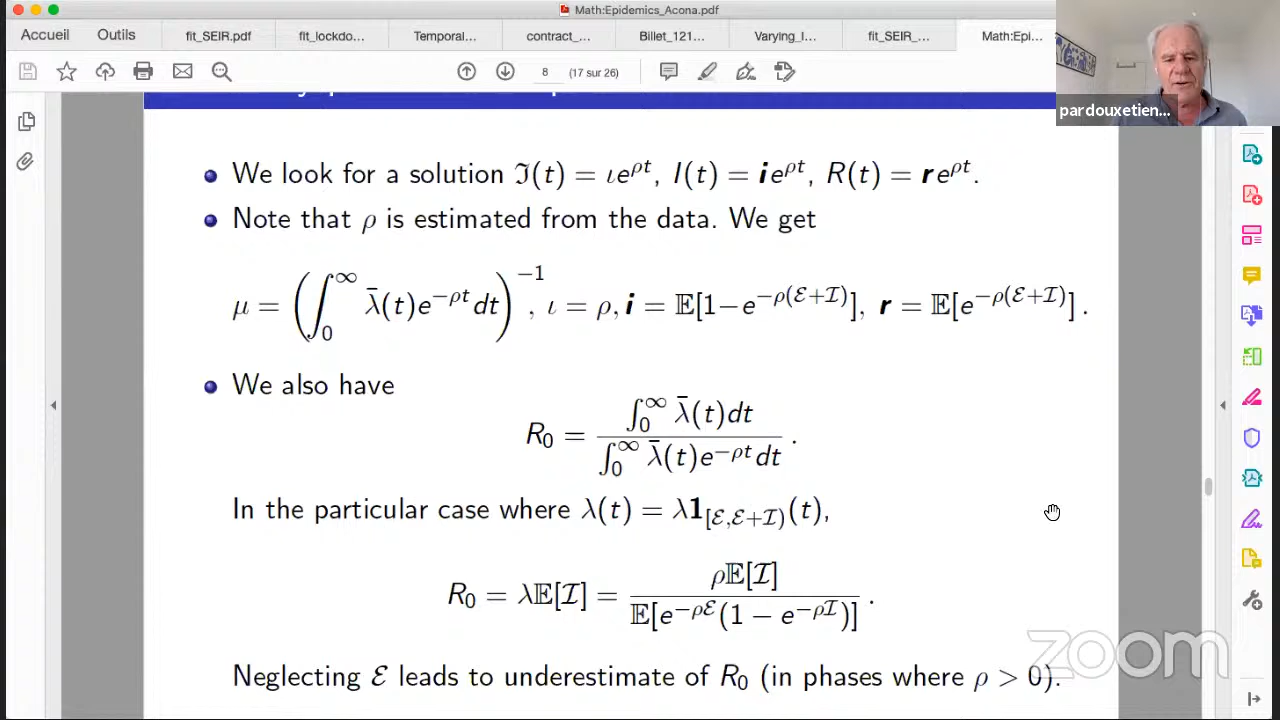 Math:Epidemics_Acona.pdf
Accueil Outils fit_SEIR.pdf fit_lockdo... Temporal... contract_... Billet_121... Varying_I... fit_SEIR_... Math:Epi...
8 (17 sur 26)
pardouxetien...
We look for a solution ℑ(t) = ιe^{ρt}, I(t) = ie^{ρt}, R(t) = re^{ρt}.
Note that ρ is estimated from the data. We get
μ = (∫_0^∞ λ̄(t)e^{−ρt}dt)^{−1}, ι = ρ, i = 𝔼[1−e^{−ρ(ℰ+ℐ)}], r = 𝔼[e^{−ρ(ℰ+ℐ)}].
We also have
R_0 = ∫_0^∞ λ̄(t)dt / ∫_0^∞ λ̄(t)e^{−ρt}dt .
In the particular case where λ(t) = λ1_{[ℰ,ℰ+ℐ)}(t),
R_0 = λ𝔼[ℐ] = ρ𝔼[ℐ] / 𝔼[e^{−ρℰ}(1 − e^{−ρℐ})] .
Neglecting ℰ leads to underestimate of R_0 (in phases where ρ > 0).
zoom